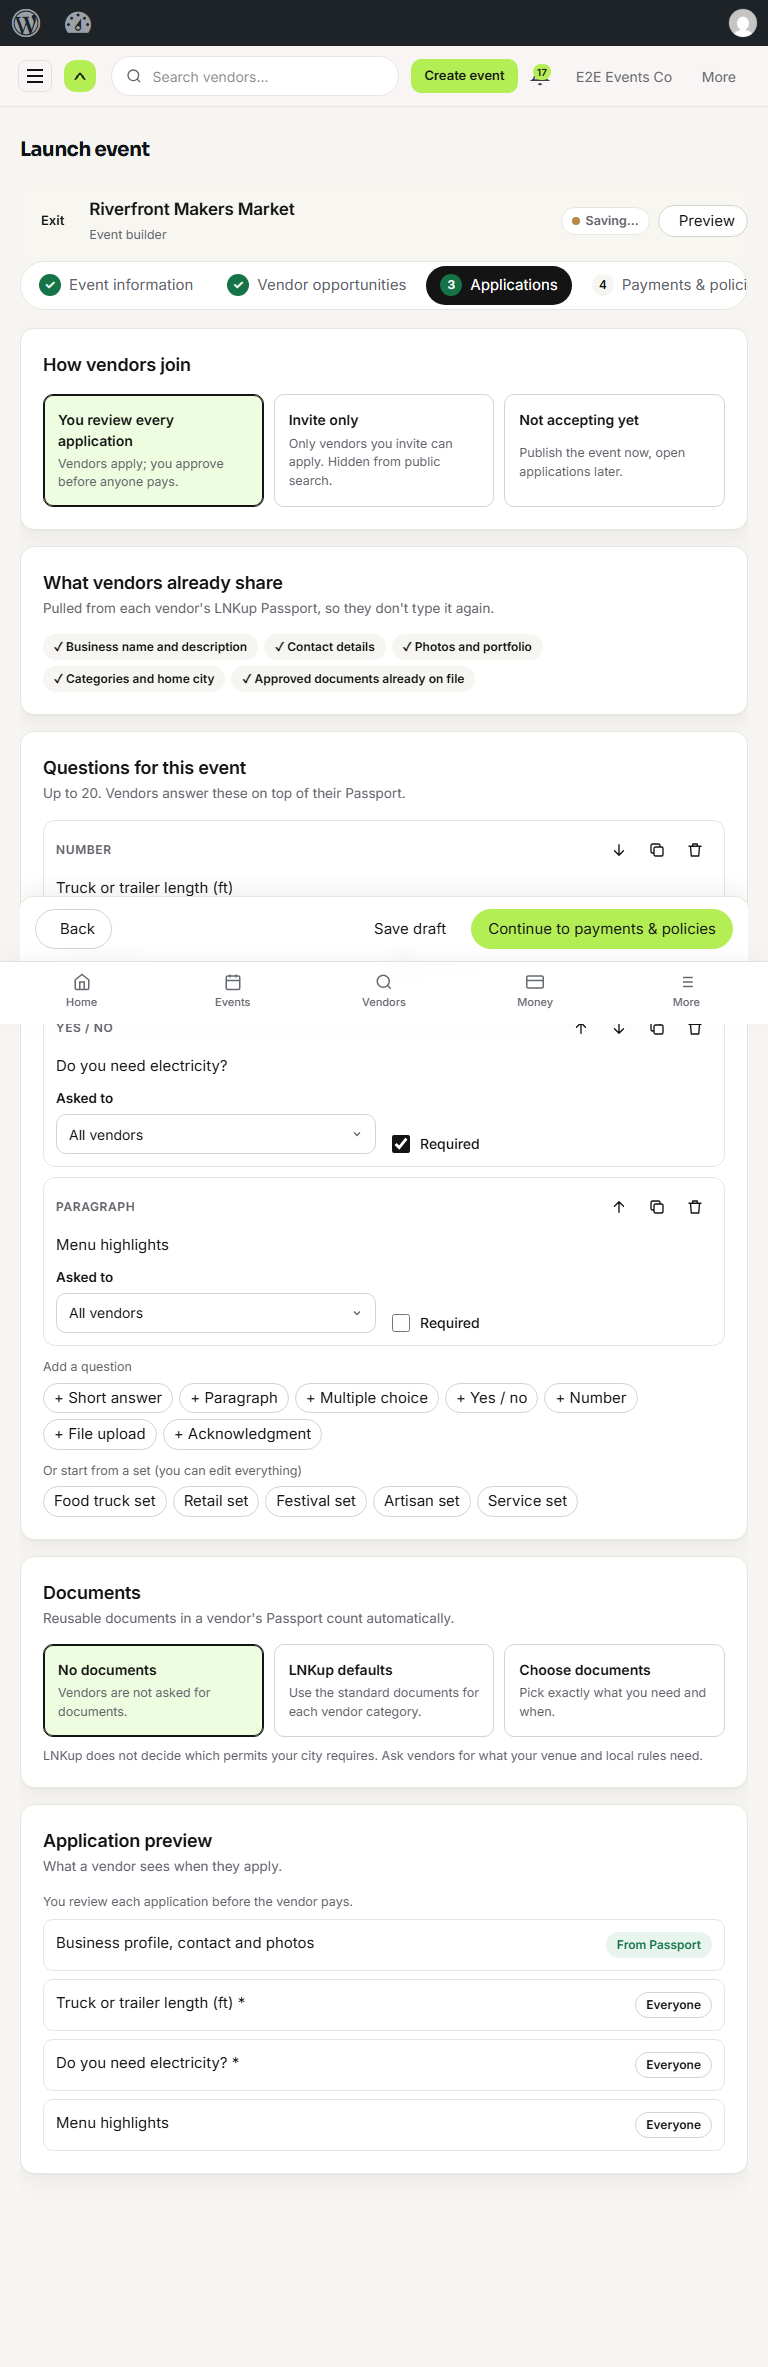 Search vendors...
Create event
17
E2E Events Co
More
Launch event
Exit
Riverfront Makers Market
Event builder
Saving...
Preview
Event information
Vendor opportunities
3 Applications
4 Payments & polici
How vendors join
You review every
application
Vendors apply; you approve
before anyone pays.
Invite only
Only vendors you invite can
apply. Hidden from public
search.
Not accepting yet
Publish the event now, open
applications later.
What vendors already share
Pulled from each vendor's LNKup Passport, so they don't type it again.
✓ Business name and description
✓ Contact details
✓ Photos and portfolio
✓ Categories and home city
✓ Approved documents already on file
Questions for this event
Up to 20. Vendors answer these on top of their Passport.
NUMBER
Truck or trailer length (ft)
Back
Save draft
Continue to payments & policies
Home
Events
Vendors
Money
More
YES / NO
Do you need electricity?
Asked to
All vendors
Required
PARAGRAPH
Menu highlights
Asked to
All vendors
Required
Add a question
+ Short answer
+ Paragraph
+ Multiple choice
+ Yes / no
+ Number
+ File upload
+ Acknowledgment
Or start from a set (you can edit everything)
Food truck set
Retail set
Festival set
Artisan set
Service set
Documents
Reusable documents in a vendor's Passport count automatically.
No documents
Vendors are not asked for
documents.
LNKup defaults
Use the standard documents for
each vendor category.
Choose documents
Pick exactly what you need and
when.
LNKup does not decide which permits your city requires. Ask vendors for what your venue and local rules need.
Application preview
What a vendor sees when they apply.
You review each application before the vendor pays.
Business profile, contact and photos
From Passport
Truck or trailer length (ft) *
Everyone
Do you need electricity? *
Everyone
Menu highlights
Everyone